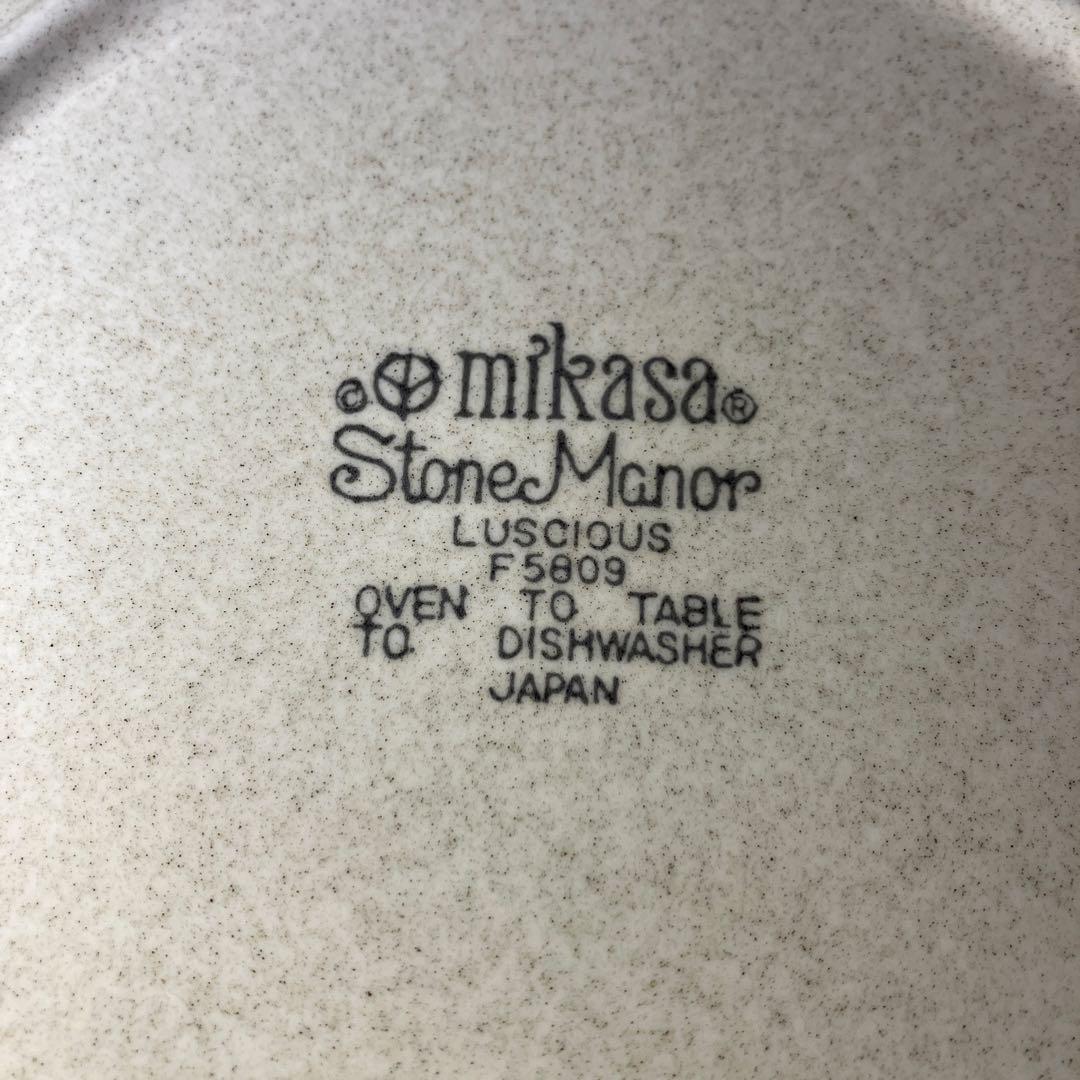 © mikasa®
Stone Manor
LUSCIOUS
F5809
OVEN TO TABLE
TO DISHWASHER
JAPAN